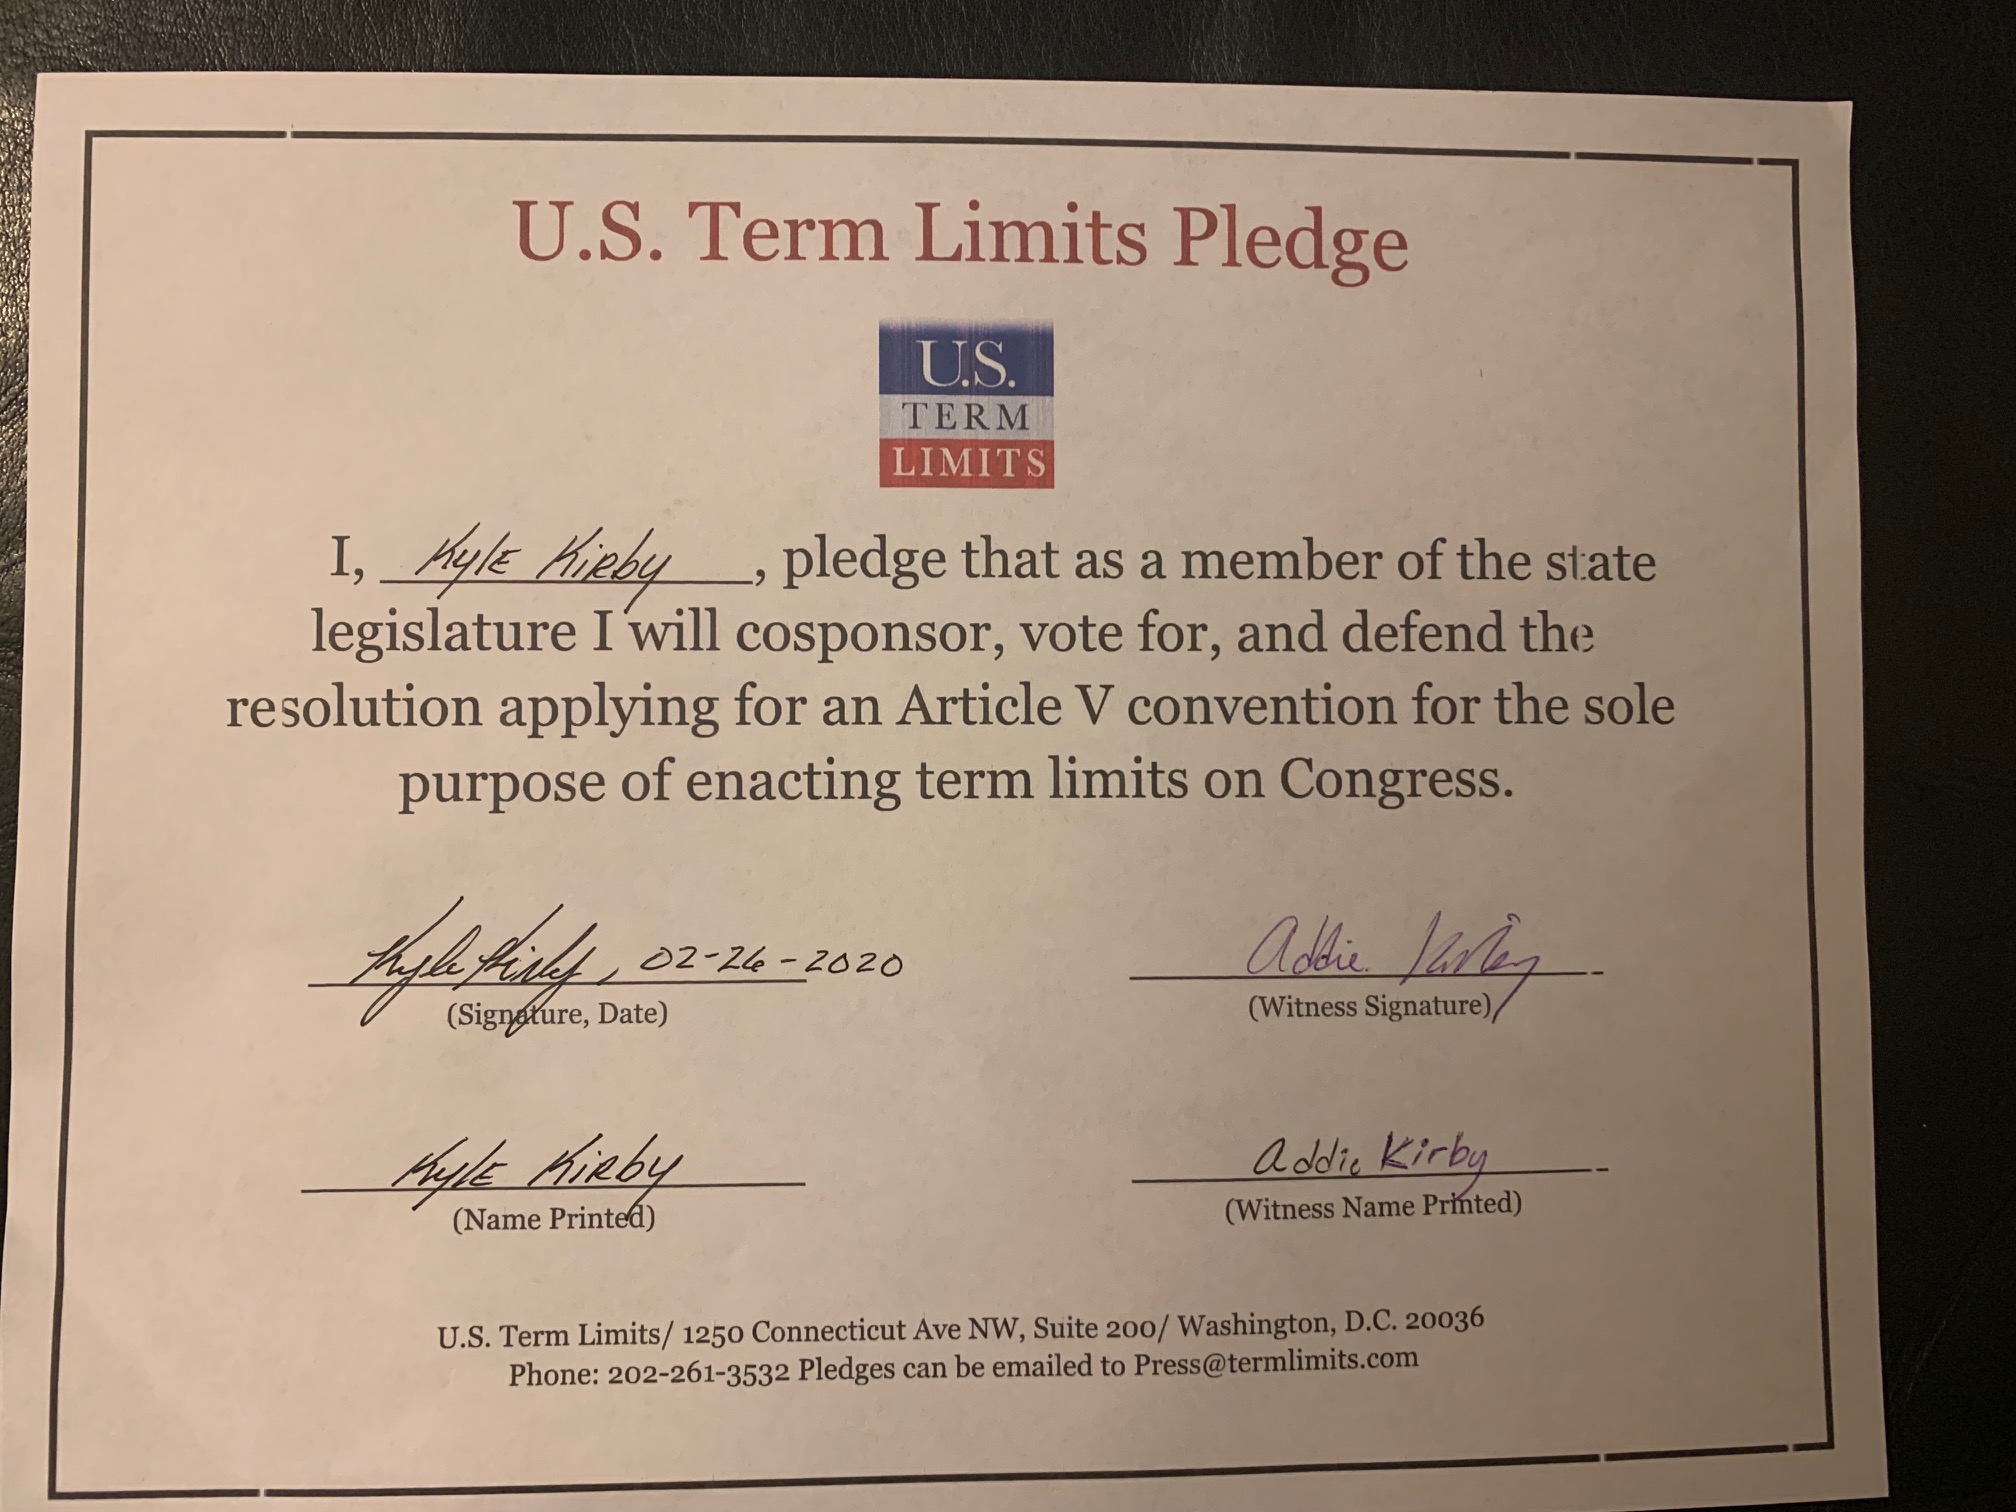 U.S. Term Limits Pledge
U.S.
TERM
LIMITS
I, Kyle Kirby, pledge that as a member of the state
legislature I will cosponsor, vote for, and defend the
resolution applying for an Article V convention for the sole
purpose of enacting term limits on Congress.
Kyle Kirby, 02-26-2020 Addie Kirby
(Signature, Date) (Witness Signature)
Kyle Kirby Addie Kirby
(Name Printed) (Witness Name Printed)
U.S. Term Limits/ 1250 Connecticut Ave NW, Suite 200/ Washington, D.C. 20036
Phone: 202-261-3532 Pledges can be emailed to Press@termlimits.com